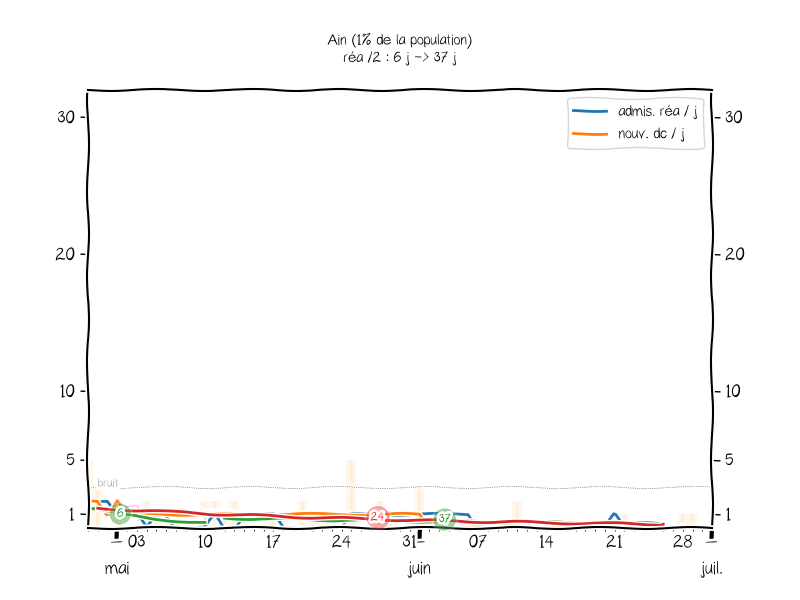 Ain (1% de la population)
réa /2 : 6 j -> 37 j
admis. réa / j
nouv. dc / j
30
30
20
20
10
10
5
5
bruit
1
1
6
24
37
03
10
17
24
31
07
14
21
28
mai
juin
juil.